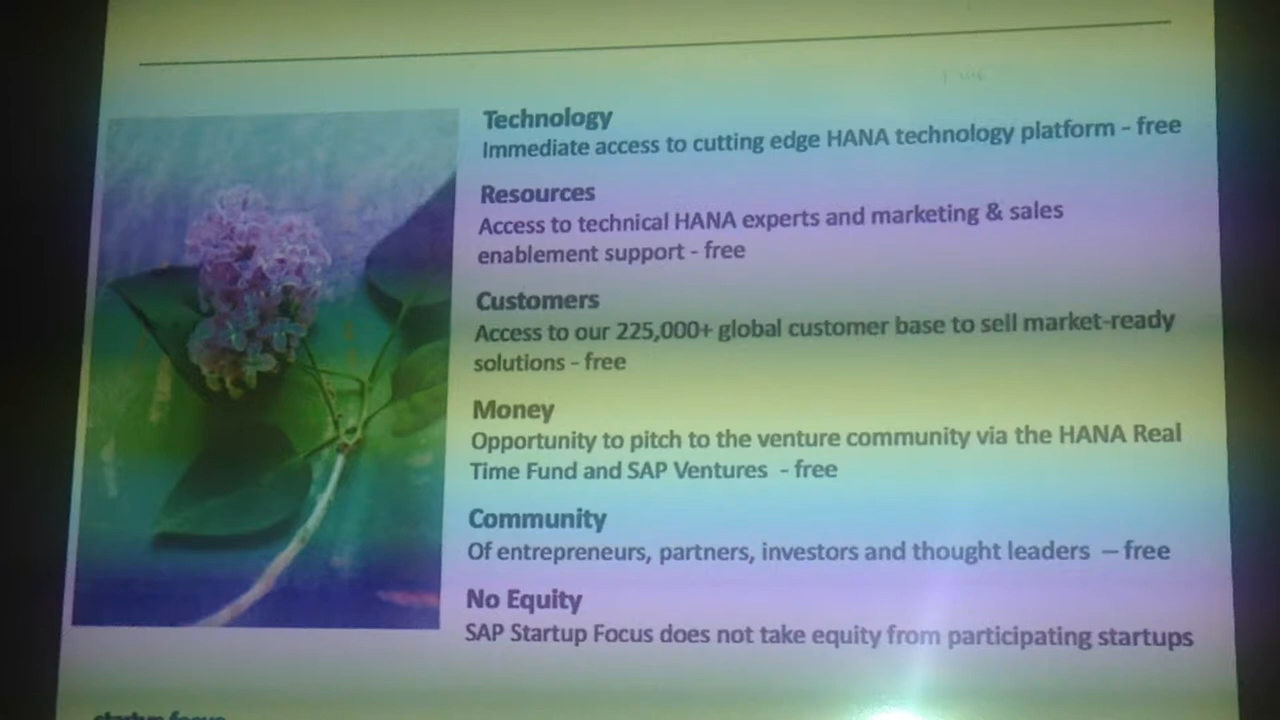 Technology
Immediate access to cutting edge HANA technology platform - free
Resources
Access to technical HANA experts and marketing & sales
enablement support - free
Customers
Access to our 225,000+ global customer base to sell market-ready
solutions - free
Money
Opportunity to pitch to the venture community via the HANA Real
Time Fund and SAP Ventures - free
Community
Of entrepreneurs, partners, investors and thought leaders – free
No Equity
SAP Startup Focus does not take equity from participating startups
startup focus